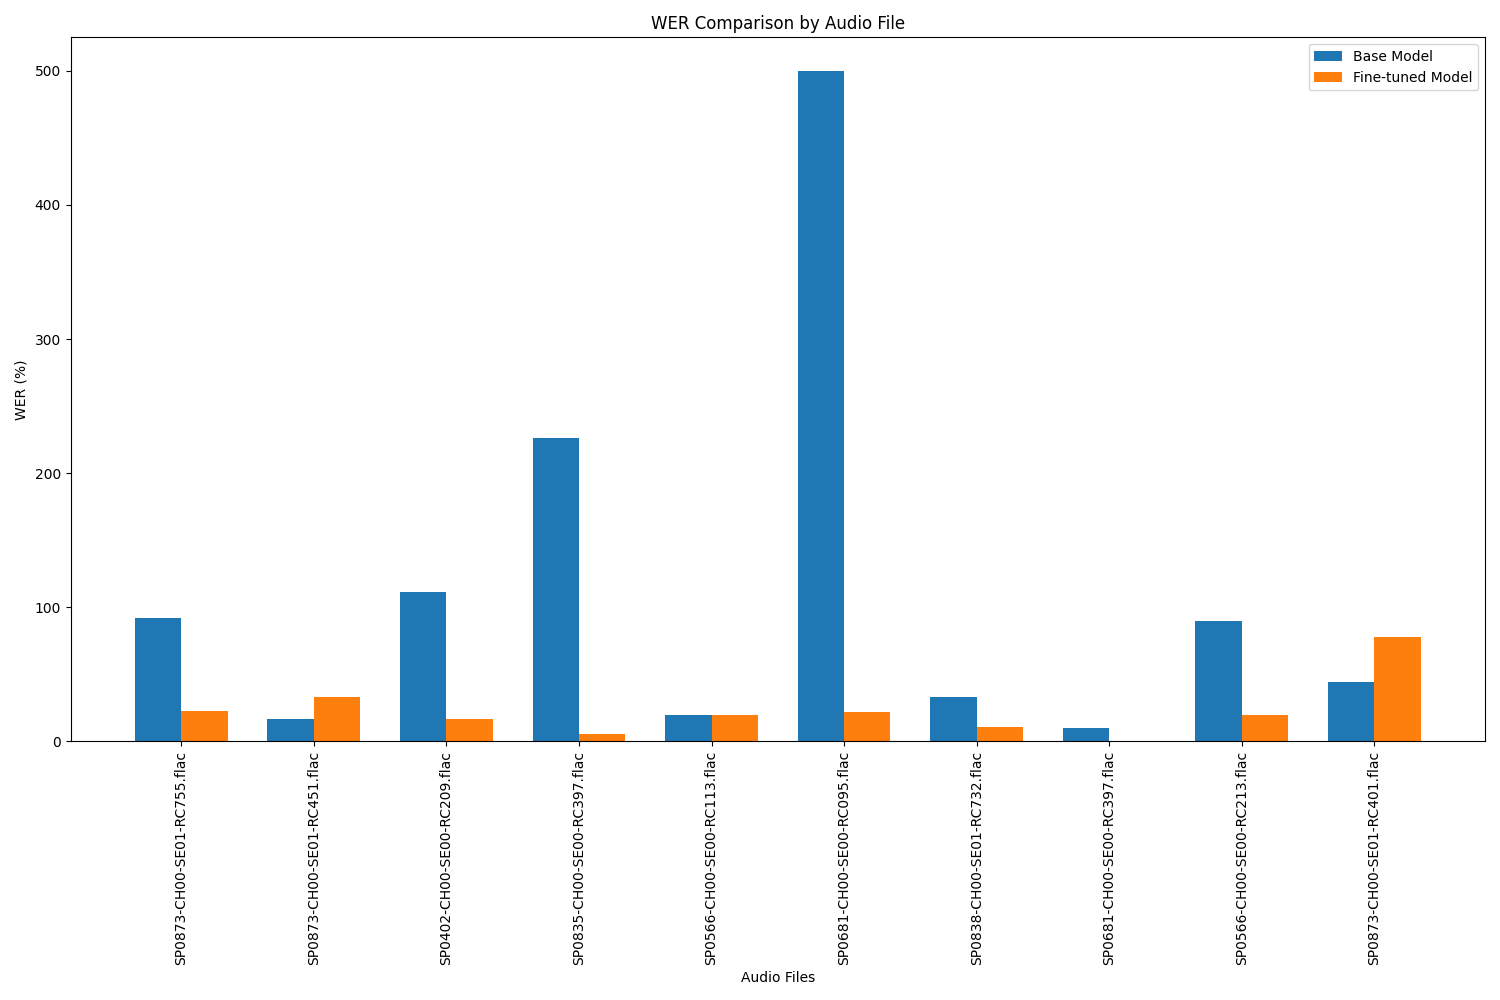 WER Comparison by Audio File
Base Model
Fine-tuned Model
500
400
300
200
100
0
WER (%)
SP0873-CH00-SE01-RC755.flac
SP0873-CH00-SE01-RC451.flac
SP0402-CH00-SE00-RC209.flac
SP0835-CH00-SE00-RC397.flac
SP0566-CH00-SE00-RC113.flac
SP0681-CH00-SE00-RC095.flac
SP0838-CH00-SE01-RC732.flac
SP0681-CH00-SE00-RC397.flac
SP0566-CH00-SE00-RC213.flac
SP0873-CH00-SE01-RC401.flac
Audio Files